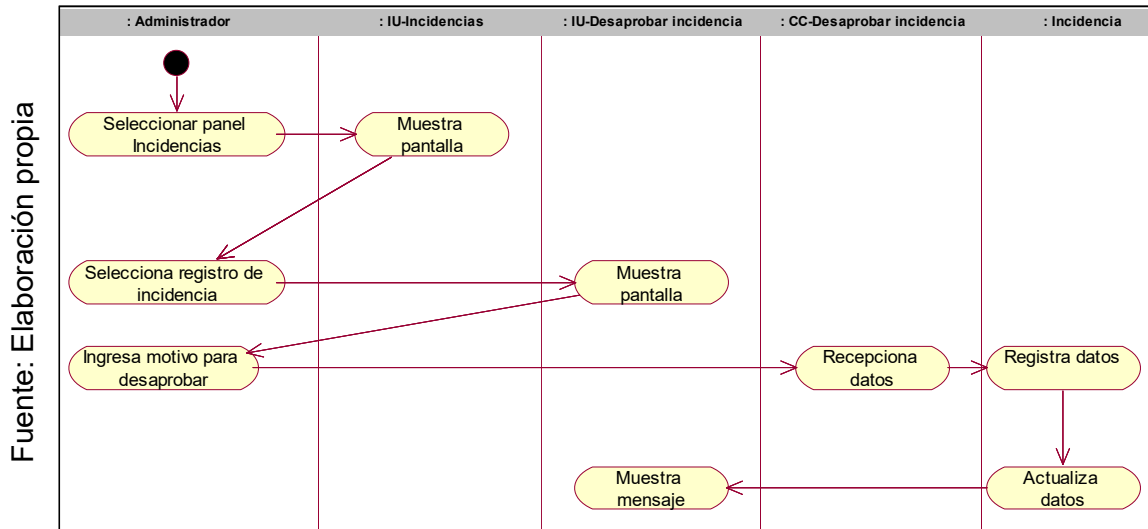 : Administrador
: IU-Incidencias
: IU-Desaprobar incidencia
: CC-Desaprobar incidencia
: Incidencia
Seleccionar panel
Incidencias
Muestra
pantalla
Selecciona registro de
incidencia
Muestra
pantalla
Ingresa motivo para
desaprobar
Recepciona
datos
Registra datos
Muestra
mensaje
Actualiza
datos
Fuente: Elaboración propia